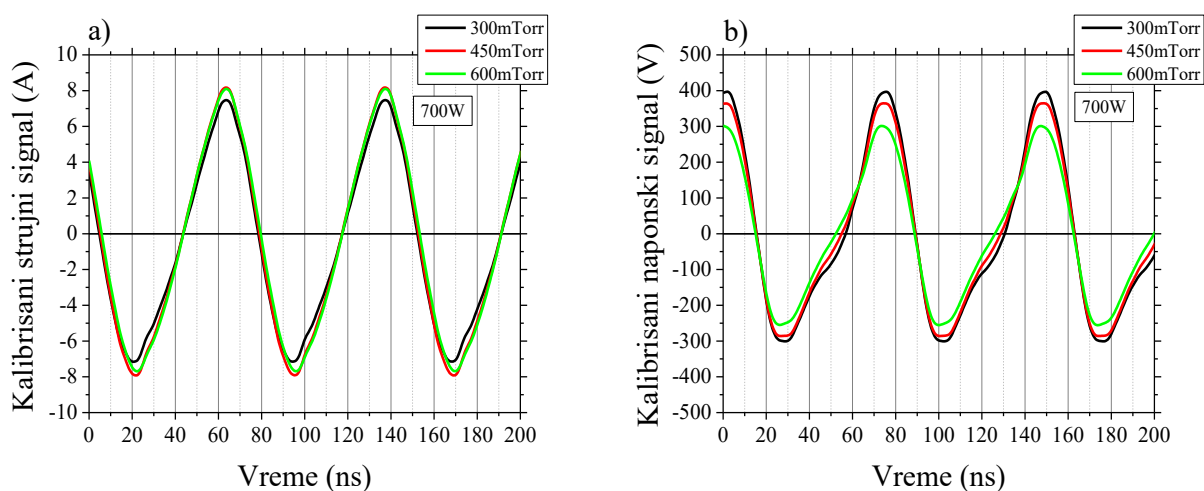 a)
300mTorr
450mTorr
600mTorr
700W
Kalibrisani strujni signal (A)
10
8
6
4
2
0
-2
-4
-6
-8
-10
0 20 40 60 80 100 120 140 160 180 200
Vreme (ns)
b)
300mTorr
450mTorr
600mTorr
700W
Kalibrisani naponski signal (V)
500
400
300
200
100
0
-100
-200
-300
-400
-500
0 20 40 60 80 100 120 140 160 180 200
Vreme (ns)